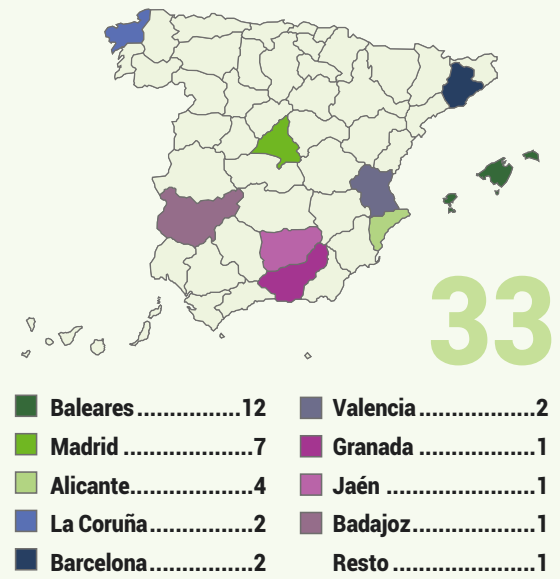 33
Baleares................12
Madrid....................7
Alicante..................4
La Coruña..............2
Barcelona...............2
Valencia..................2
Granada..................1
Jaén.......................1
Badajoz...................1
Resto......................1